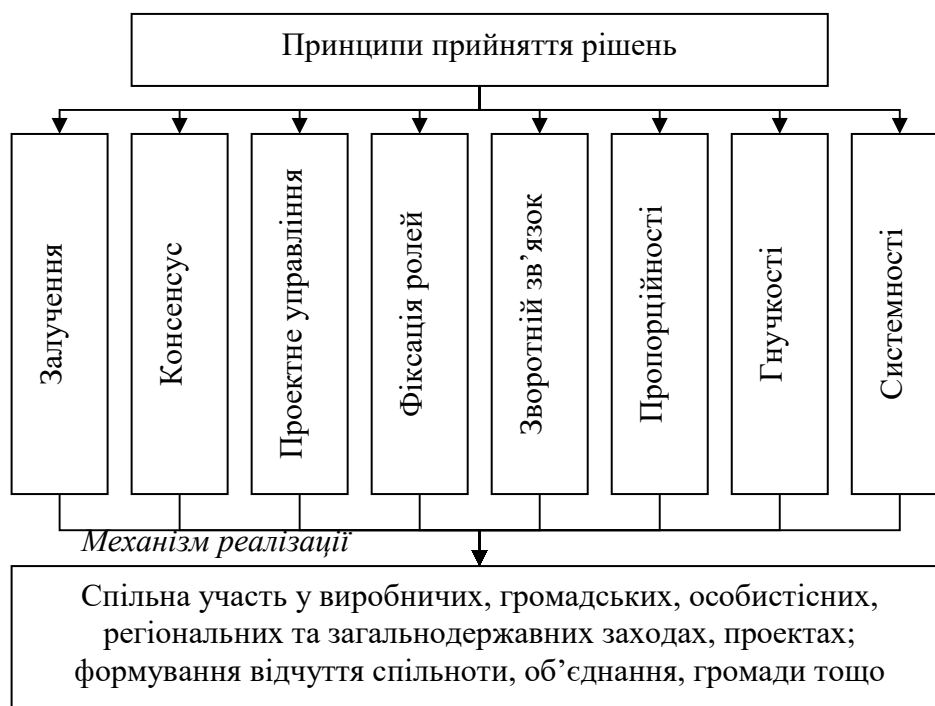 Принципи прийняття рішень
Залучення
Консенсус
Проектне управління
Фіксація ролей
Зворотній зв’язок
Пропорційності
Гнучкості
Системності
Механізм реалізації
Спільна участь у виробничих, громадських, особистісних,
регіональних та загальнодержавних заходах, проектах;
формування відчуття спільноти, об’єднання, громади тощо